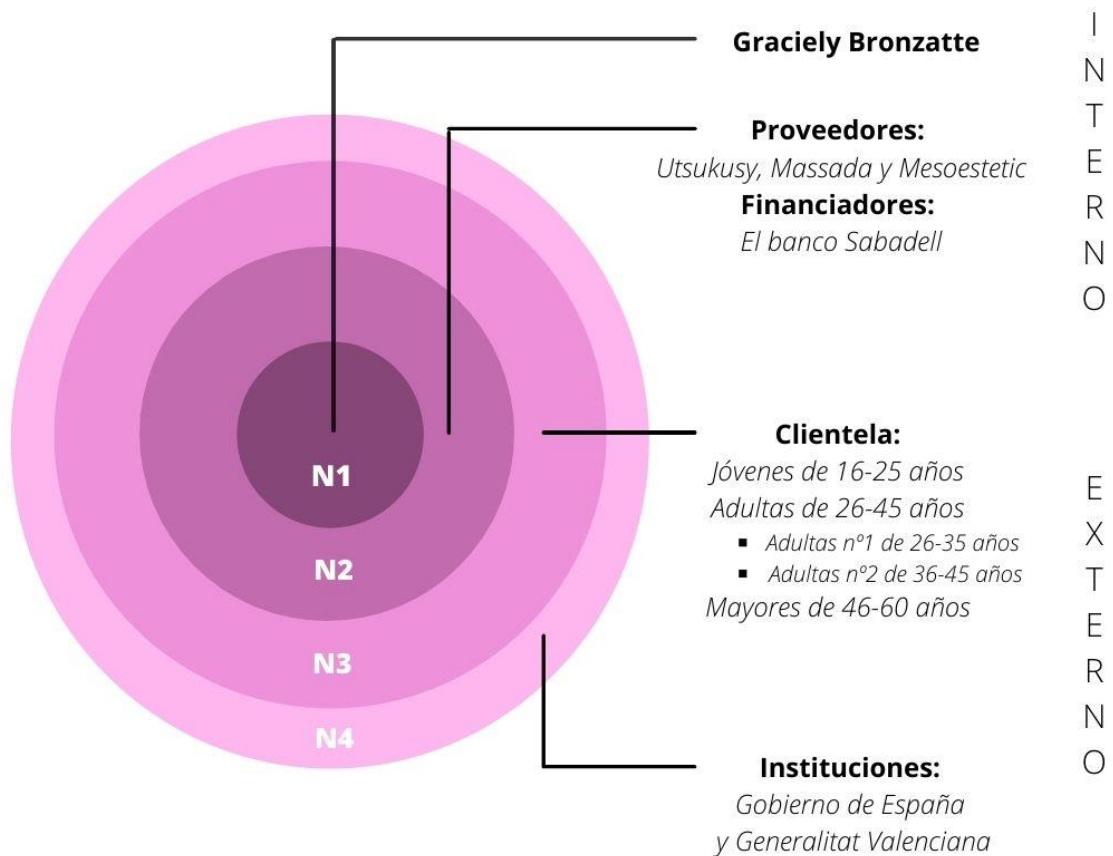 Graciely Bronzatte
Proveedores:
Utsukusy, Massada y Mesoestetic
Financiadores:
El banco Sabadell
INTERNO
Clientela:
Jóvenes de 16-25 años
Adultas de 26-45 años
▪ Adultas nº1 de 26-35 años
▪ Adultas nº2 de 36-45 años
Mayores de 46-60 años
Instituciones:
Gobierno de España
y Generalitat Valenciana
EXTERNO
N1
N2
N3
N4